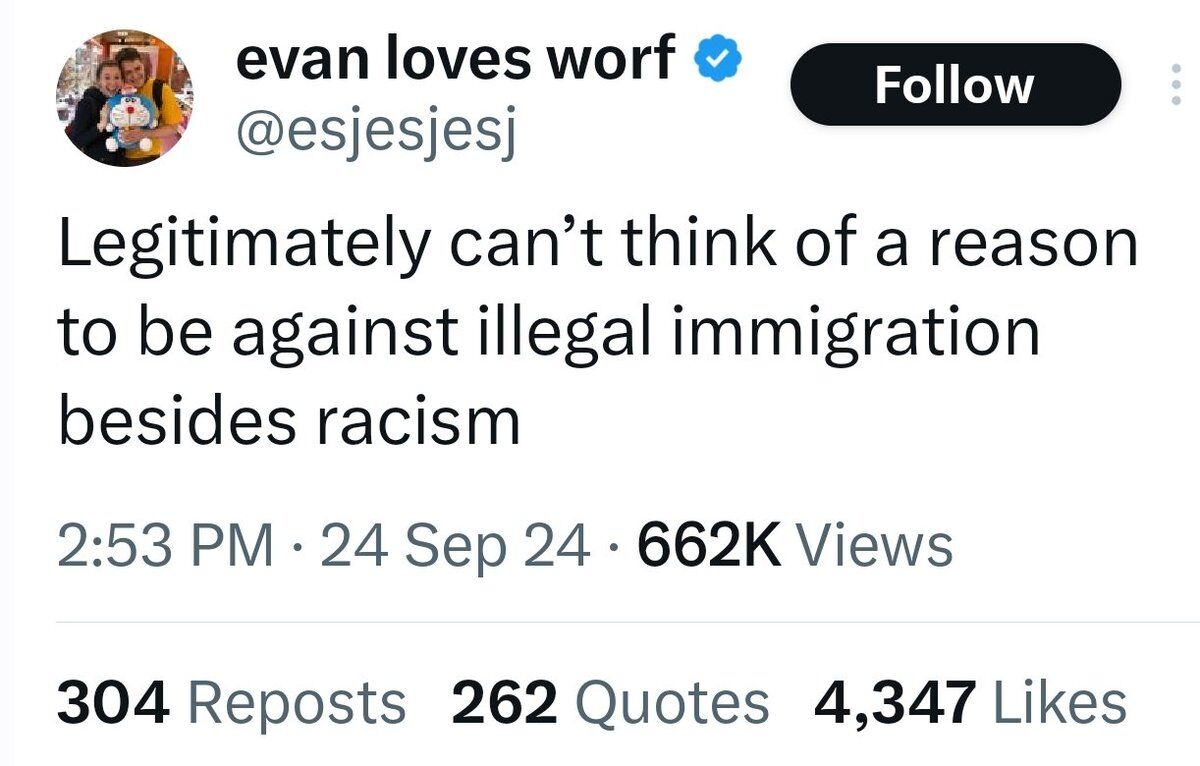 evan loves worf
Follow
@esjesjesj
Legitimately can’t think of a reason
to be against illegal immigration
besides racism
2:53 PM · 24 Sep 24 · 662K Views
304 Reposts 262 Quotes 4,347 Likes